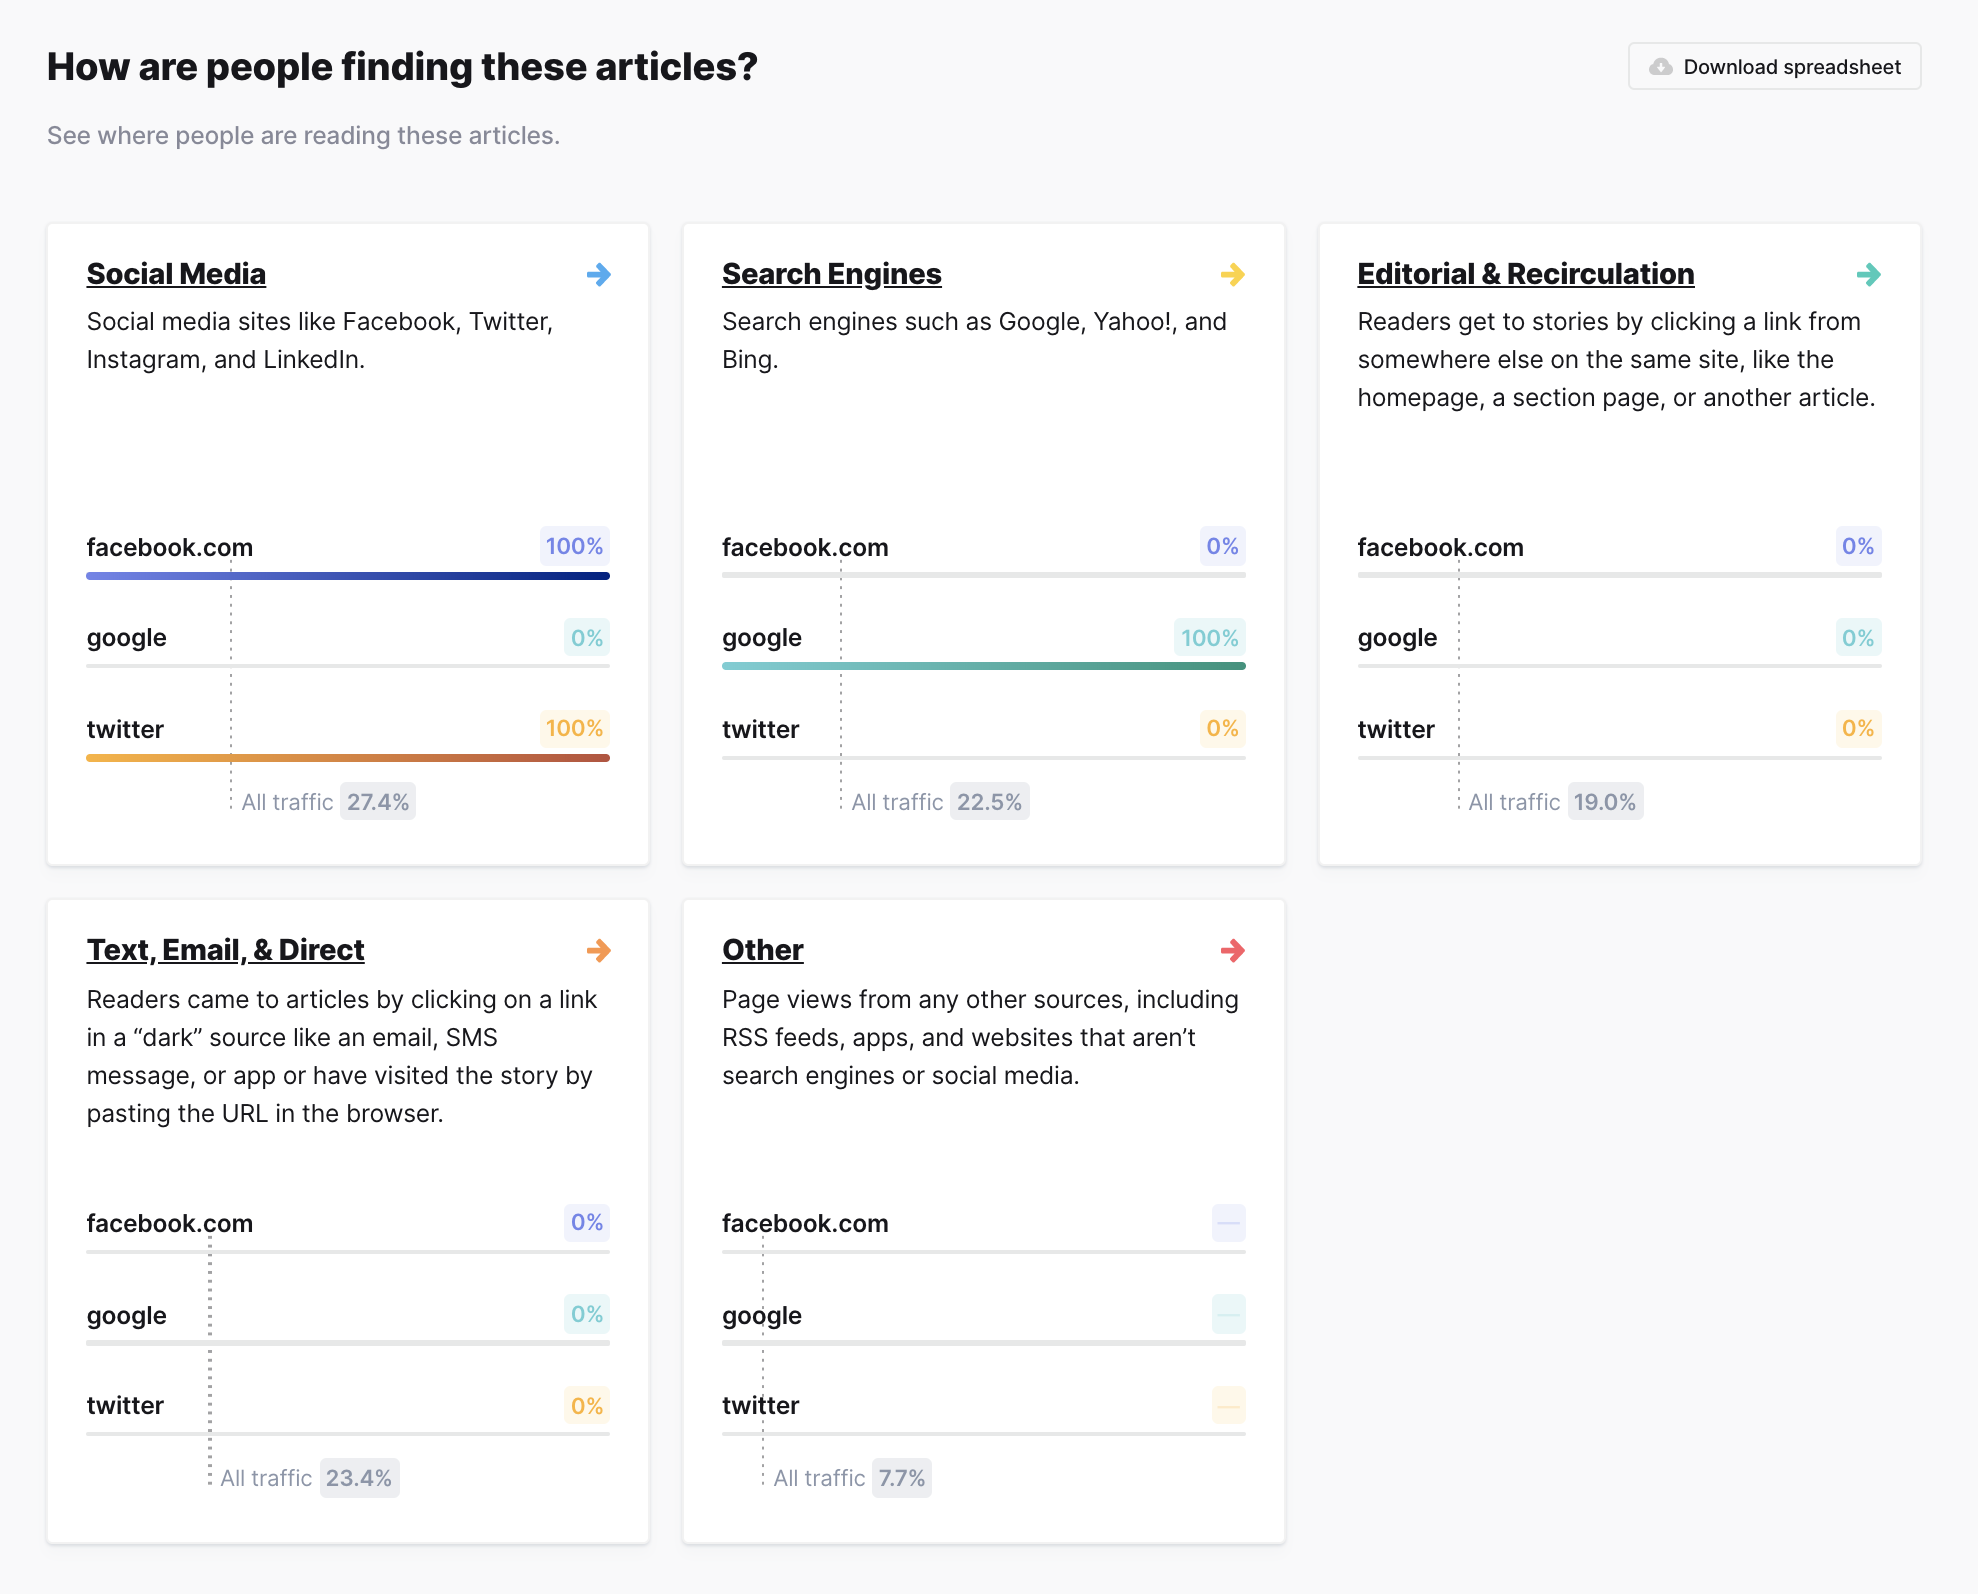 How are people finding these articles?
Download spreadsheet
See where people are reading these articles.
Social Media
Social media sites like Facebook, Twitter,
Instagram, and LinkedIn.
facebook.com 100%
google 0%
twitter 100%
All traffic 27.4%
Search Engines
Search engines such as Google, Yahoo!, and
Bing.
facebook.com 0%
google 100%
twitter 0%
All traffic 22.5%
Editorial & Recirculation
Readers get to stories by clicking a link from
somewhere else on the same site, like the
homepage, a section page, or another article.
facebook.com 0%
google 0%
twitter 0%
All traffic 19.0%
Text, Email, & Direct
Readers came to articles by clicking on a link
in a “dark” source like an email, SMS
message, or app or have visited the story by
pasting the URL in the browser.
facebook.com 0%
google 0%
twitter 0%
All traffic 23.4%
Other
Page views from any other sources, including
RSS feeds, apps, and websites that aren’t
search engines or social media.
facebook.com —
google —
twitter —
All traffic 7.7%